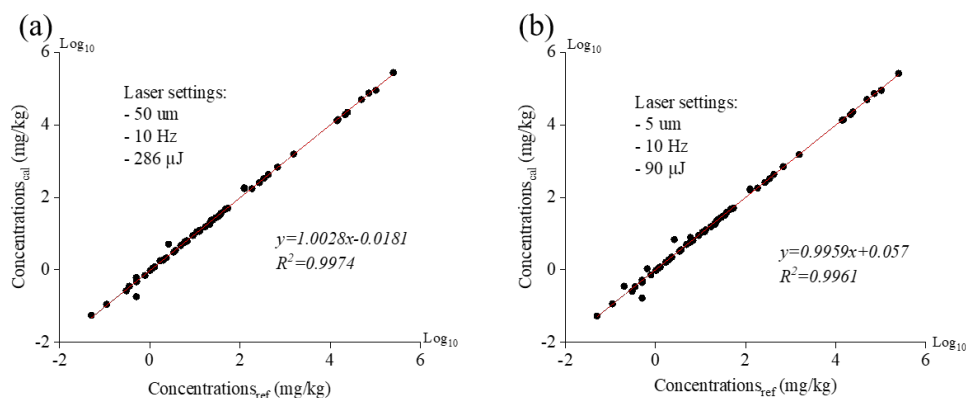 (a)
Log10
6
4
2
0
-2
-2
0
2
4
6
Log10
Concentrationscal (mg/kg)
Concentrationsref (mg/kg)
Laser settings:
- 50 um
- 10 Hz
- 286 μJ
y=1.0028x-0.0181
R²=0.9974
(b)
Log10
6
4
2
0
-2
-2
0
2
4
6
Log10
Concentrationscal (mg/kg)
Concentrationsref (mg/kg)
Laser settings:
- 5 um
- 10 Hz
- 90 μJ
y=0.9959x+0.057
R²=0.9961